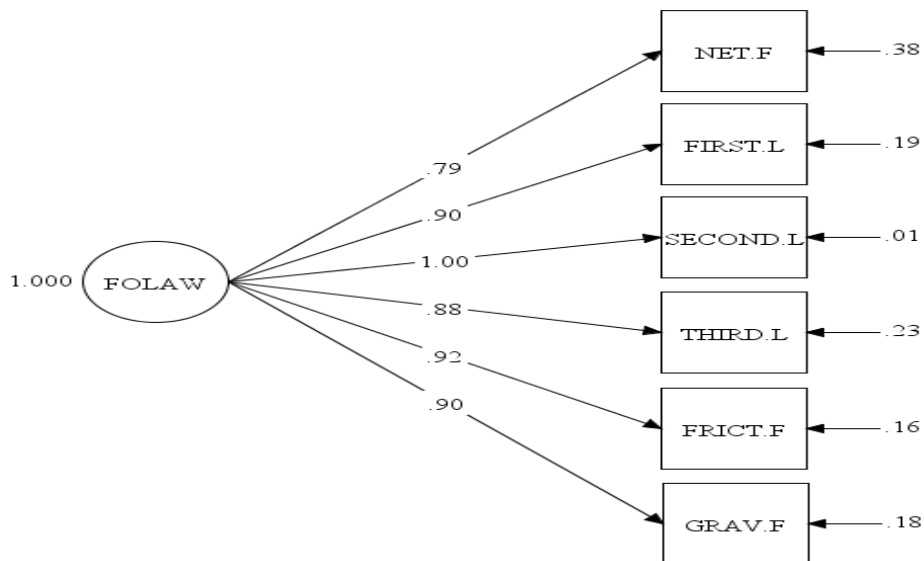 NET.F
.38
FIRST.L
.19
.79
.90
SECOND.L
.01
1.00
1.000
FOLAW
.88
THIRD.L
.23
.92
.90
FRICT.F
.16
GRAV.F
.18